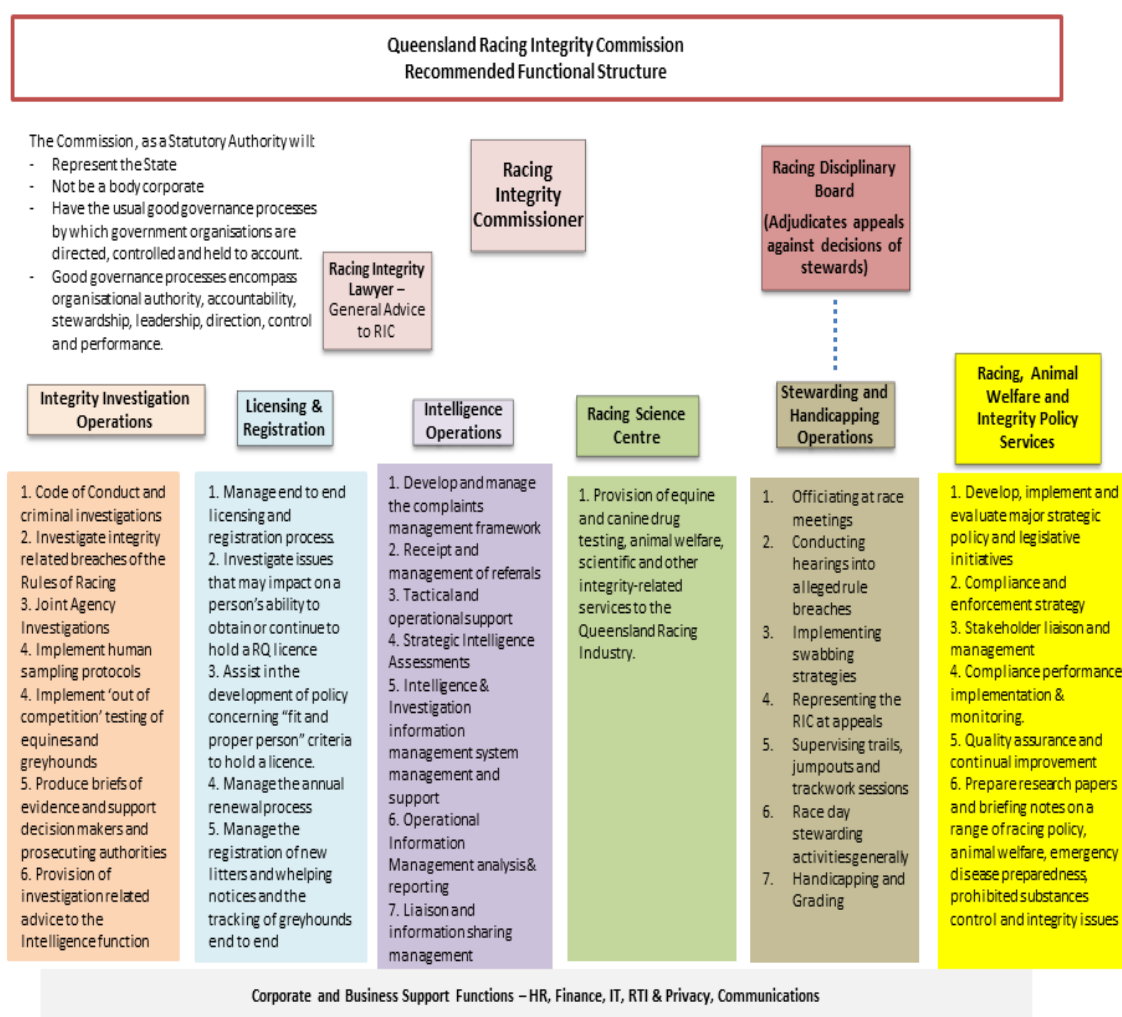 Queensland Racing Integrity Commission
Recommended Functional Structure
The Commission, as a Statutory Authority will:
- Represent the State
- Not be a body corporate
- Have the usual good governance processes
by which government organisations are
directed, controlled and held to account.
- Good governance processes encompass
organisational authority, accountability,
stewardship, leadership, direction, control
and performance.
Racing
Integrity
Commissioner
Racing Disciplinary
Board
(Adjudicates appeals
against decisions of
stewards)
Racing Integrity
Lawyer –
General Advice
to RIC
Integrity Investigation
Operations
1. Code of Conduct and
criminal investigations
2. Investigate integrity
related breaches of the
Rules of Racing
3. Joint Agency
Investigations
4. Implement human
sampling protocols
4. Implement ‘out of
competition’ testing of
equines and
greyhounds
5. Produce briefs of
evidence and support
decision makers and
prosecuting authorities
6. Provision of
investigation related
advice to the
Intelligence function
Licensing &
Registration
1. Manage end to end
licensing and
registration process.
2. Investigate issues
that may impact on a
person’s ability to
obtain or continue to
hold a RQ licence
3. Assist in the
development of policy
concerning “fit and
proper person” criteria
to hold a licence.
4. Manage the annual
renewal process
5. Manage the
registration of new
litters and whelping
notices and the
tracking of greyhounds
end to end
Intelligence
Operations
1. Develop and manage
the complaints
management framework
2. Receipt and
management of referrals
3. Tactical and
operational support
4. Strategic Intelligence
Assessments
5. Intelligence &
Investigation
information
management system
management and
support
6. Operational
Information
Management analysis &
reporting
7. Liaison and
information sharing
management
Racing Science
Centre
1. Provision of equine
and canine drug
testing, animal welfare,
scientific and other
integrity-related
services to the
Queensland Racing
Industry.
Stewarding and
Handicapping
Operations
1. Officiating at race
meetings
2. Conducting
hearings into
alleged rule
breaches
3. Implementing
swabbing
strategies
4. Representing the
RIC at appeals
5. Supervising trails,
jumpouts and
trackwork sessions
6. Race day
stewarding
activities generally
7. Handicapping and
Grading
Racing, Animal
Welfare and
Integrity Policy
Services
1. Develop, implement and
evaluate major strategic
policy and legislative
initiatives
2. Compliance and
enforcement strategy
3. Stakeholder liaison and
management
4. Compliance performance
implementation &
monitoring.
5. Quality assurance and
continual improvement
6. Prepare research papers
and briefing notes on a
range of racing policy,
animal welfare, emergency
disease preparedness,
prohibited substances
control and integrity issues
Corporate and Business Support Functions – HR, Finance, IT, RTI & Privacy, Communications